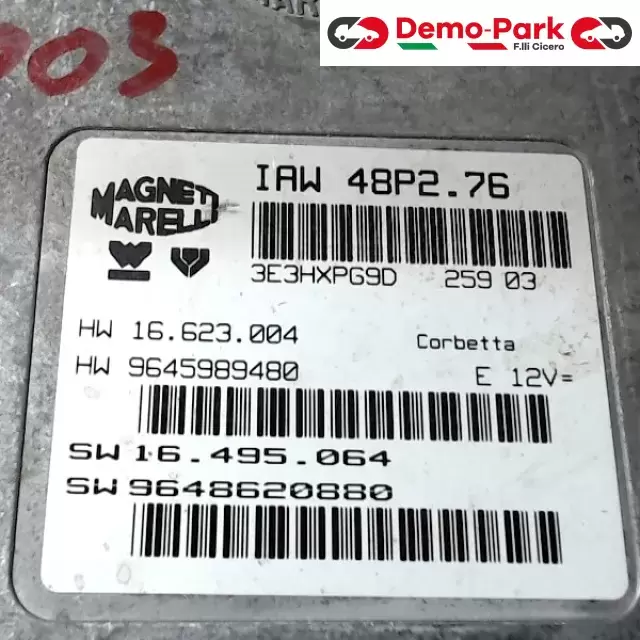 Demo-Park
F.lli Cicero
003
MAGNETI
MARELLI
IAW 48P2.76
3E3HXPG9D 259 03
HW 16.623.004
Corbetta
HW 9645989480
E 12V=
SW 16.495.064
SW 9648620880